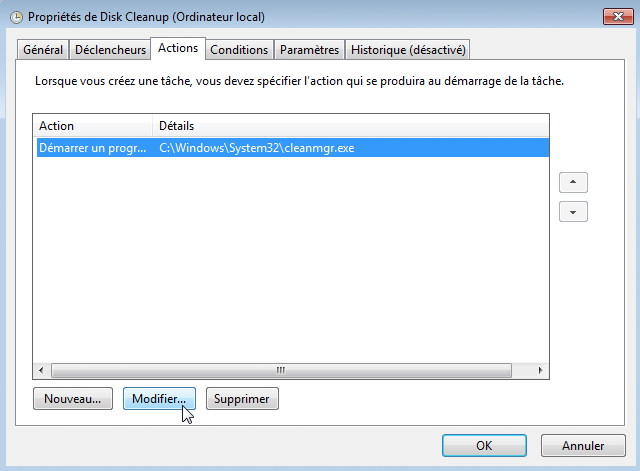 Propriétés de Disk Cleanup (Ordinateur local)
Général Déclencheurs Actions Conditions Paramètres Historique (désactivé)
Lorsque vous créez une tâche, vous devez spécifier l'action qui se produira au démarrage de la tâche.
Action Détails
Démarrer un progr... C:\Windows\System32\cleanmgr.exe
Nouveau... Modifier... Supprimer
OK Annuler